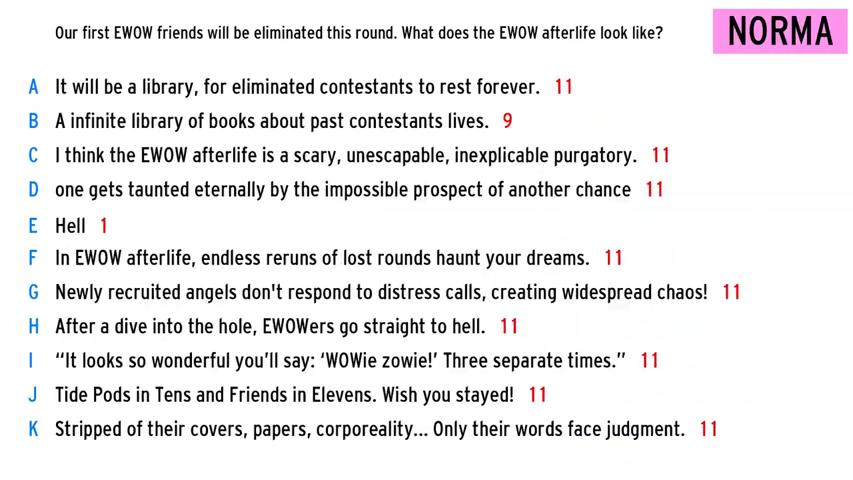 Our first EWOW friends will be eliminated this round. What does the EWOW afterlife look like?
NORMA
A It will be a library, for eliminated contestants to rest forever. 11
B A infinite library of books about past contestants lives. 9
C I think the EWOW afterlife is a scary, unescapable, inexplicable purgatory. 11
D one gets taunted eternally by the impossible prospect of another chance 11
E Hell 1
F In EWOW afterlife, endless reruns of lost rounds haunt your dreams. 11
G Newly recruited angels don't respond to distress calls, creating widespread chaos! 11
H After a dive into the hole, EWOWers go straight to hell. 11
I “It looks so wonderful you’ll say: ‘WOWie zowie!’ Three separate times.” 11
J Tide Pods in Tens and Friends in Elevens. Wish you stayed! 11
K Stripped of their covers, papers, corporeality... Only their words face judgment. 11